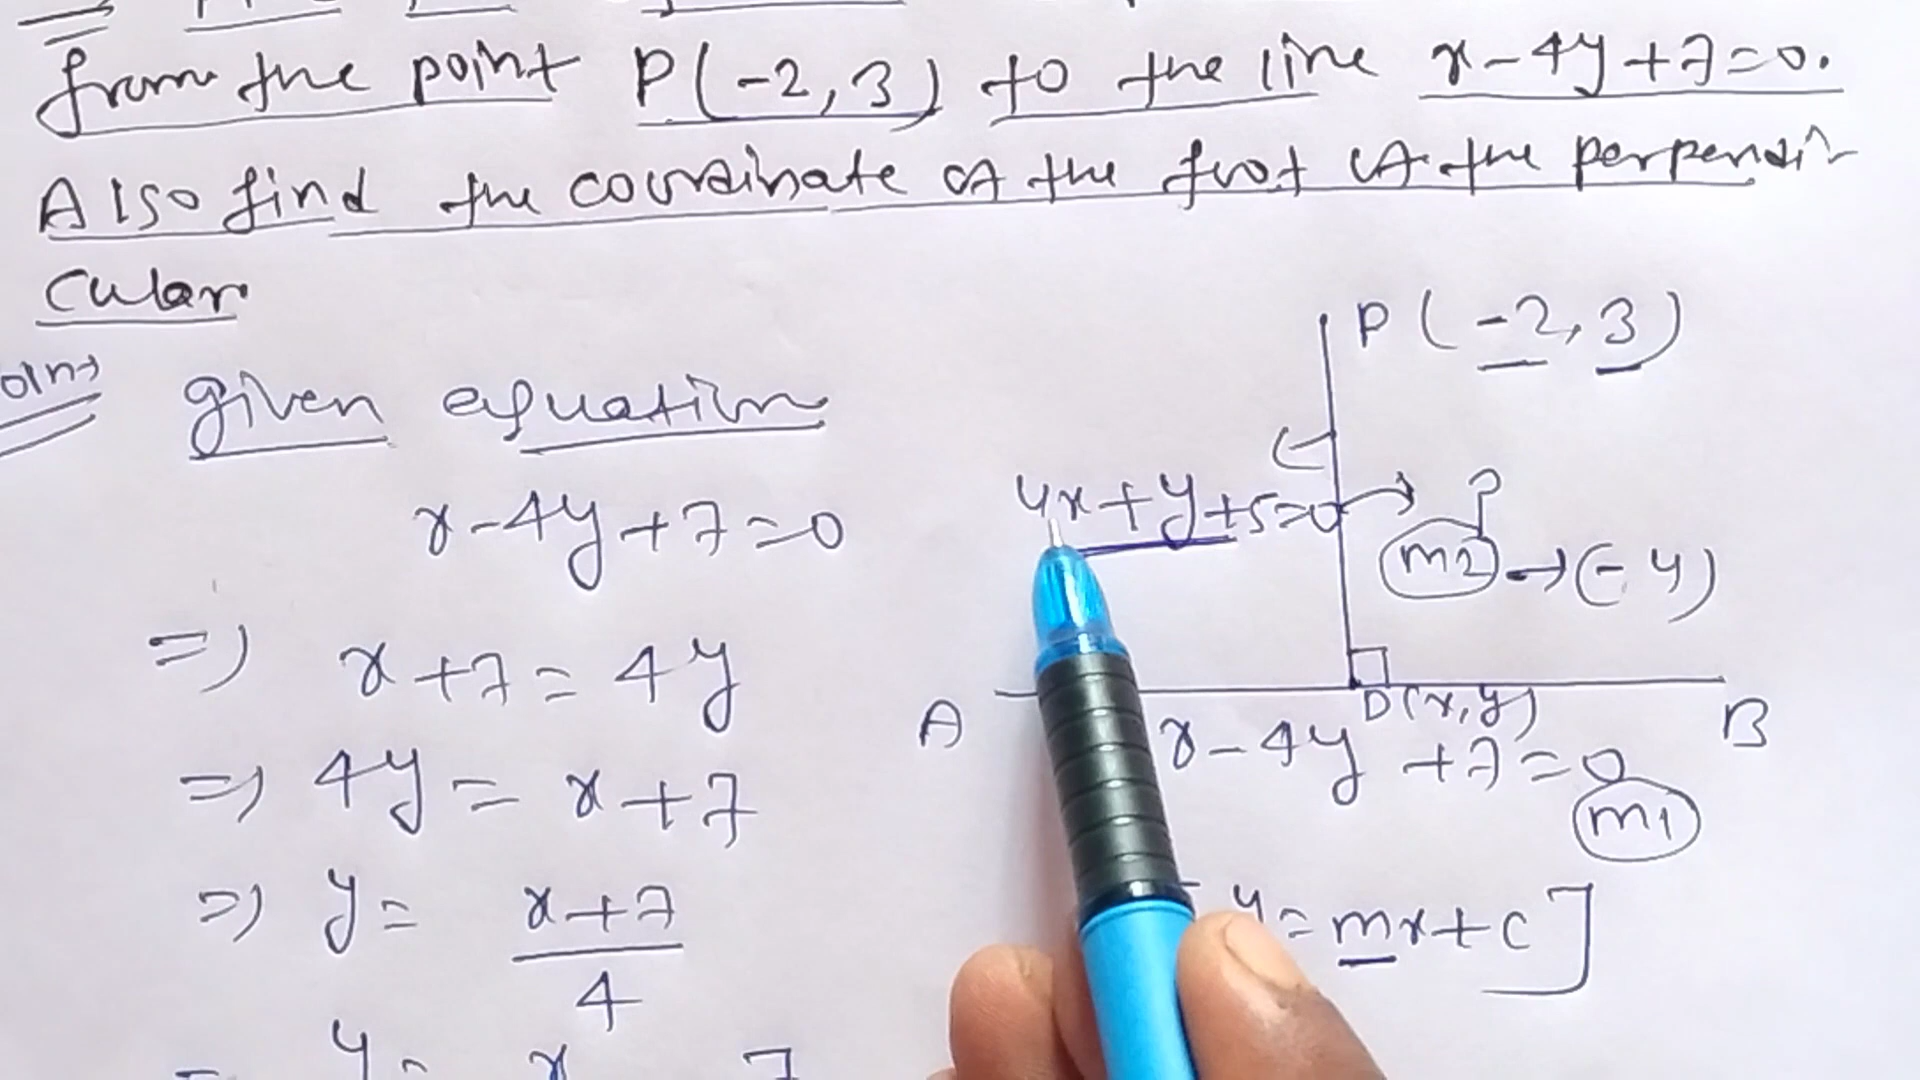 from the point P(-2,3) to the line x-4y+7=0.
Also find the coordinate of the foot of the perpendi-
cular
given equation
x-4y+7=0
=> x+7=4y
=> 4y=x+7
=> y= x+7/4
P(-2,3)
4x+y+5=0
m2 → (-4)
?
A
D(x,y)
B
x-4y+7=0
m1
y=mx+c]